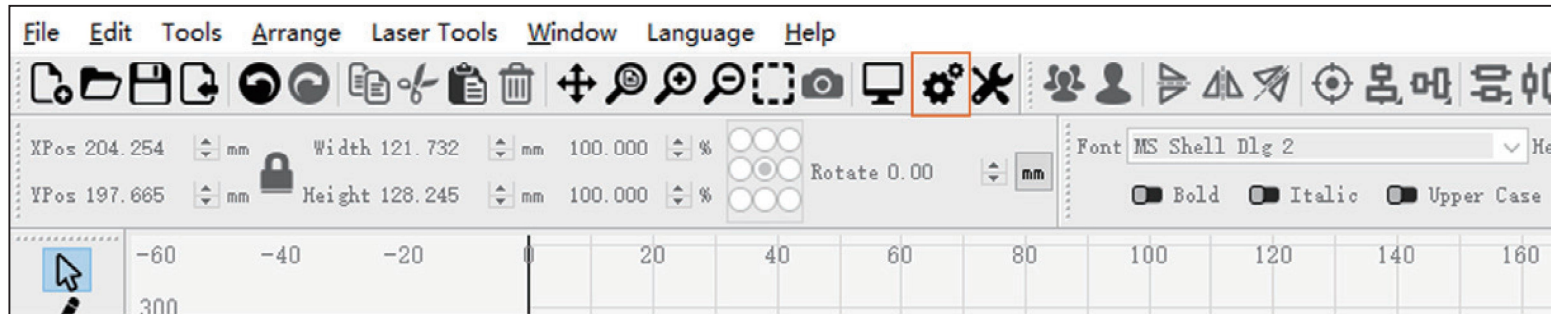 File Edit Tools Arrange Laser Tools Window Language Help
XPos 204.254 mm Width 121.732 mm 100.000 % Rotate 0.00 mm Font MS Shell Dlg 2
YPos 197.665 mm Height 128.245 mm 100.000 % Bold Italic Upper Case
-60 -40 -20 0 20 40 60 80 100 120 140 160
300